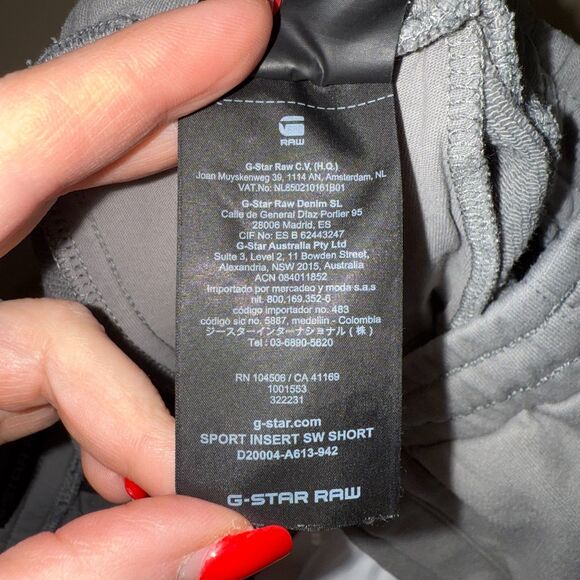 RAW
G-Star Raw C.V. (H.Q.)
Joan Muyskenweg 39, 1114 AN, Amsterdam, NL
VAT.No: NL850210161B01
G-Star Raw Denim SL
Calle de General Díaz Porlier 95
28006 Madrid, ES
CIF No: ES B 62443247
G-Star Australia Pty Ltd
Suite 3, Level 2, 11 Bowden Street,
Alexandria, NSW 2015, Australia
ACN 084011852
Importado por mercadeo y moda s.a.s
nit. 800.169.352-6
código importador no. 483
código sic no. 5887, medellin - Colombia
ジースターインターナショナル (株)
Tel : 03-6890-5620
RN 104506 / CA 41169
1001553
322231
g-star.com
SPORT INSERT SW SHORT
D20004-A613-942
G-STAR RAW